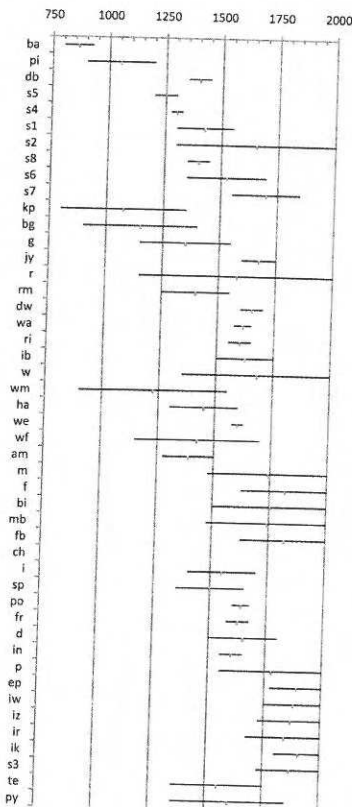 750 1000 1250 1500 1750 2000
ba
pi
db
s5
s4
s1
s2
s8
s6
s7
kp
bg
g
jy
r
rm
dw
wa
ri
ib
w
wm
ha
we
wf
am
m
f
bi
mb
fb
ch
i
sp
po
fr
d
in
p
ep
iw
iz
ir
ik
s3
te
py